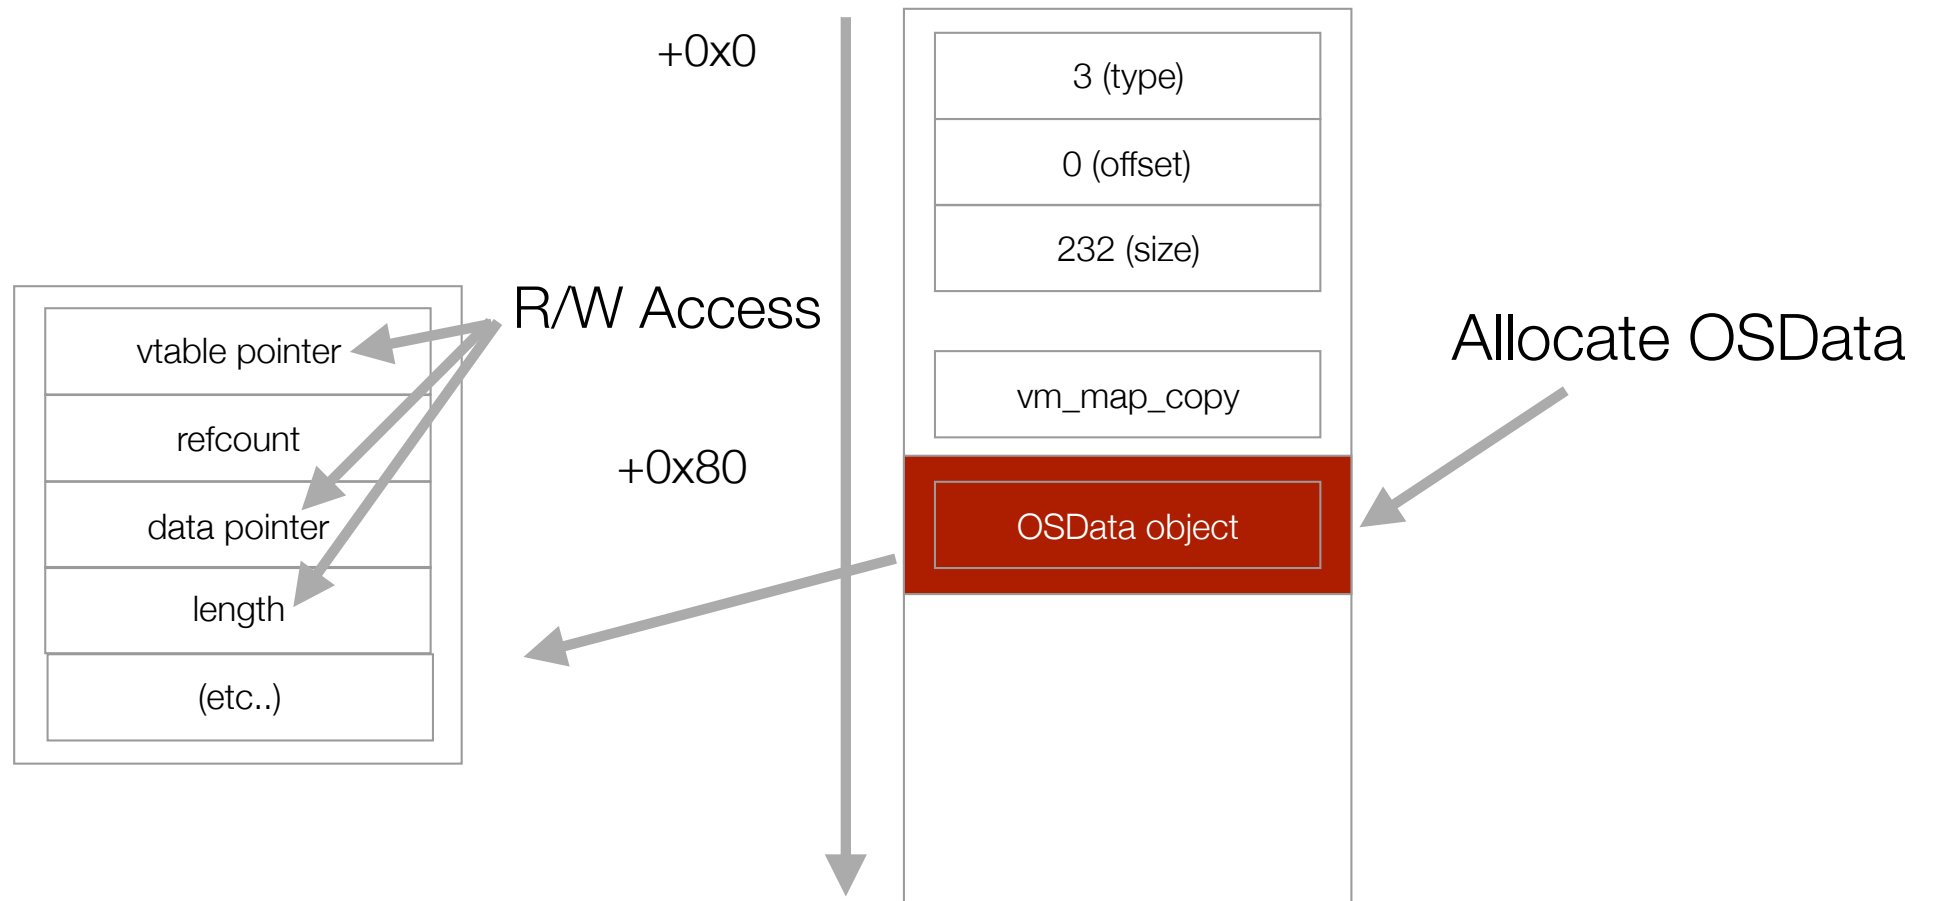 +0x0
3 (type)
0 (offset)
232 (size)
R/W Access
Allocate OSData
vtable pointer
vm_map_copy
refcount
+0x80
data pointer
OSData object
length
(etc..)